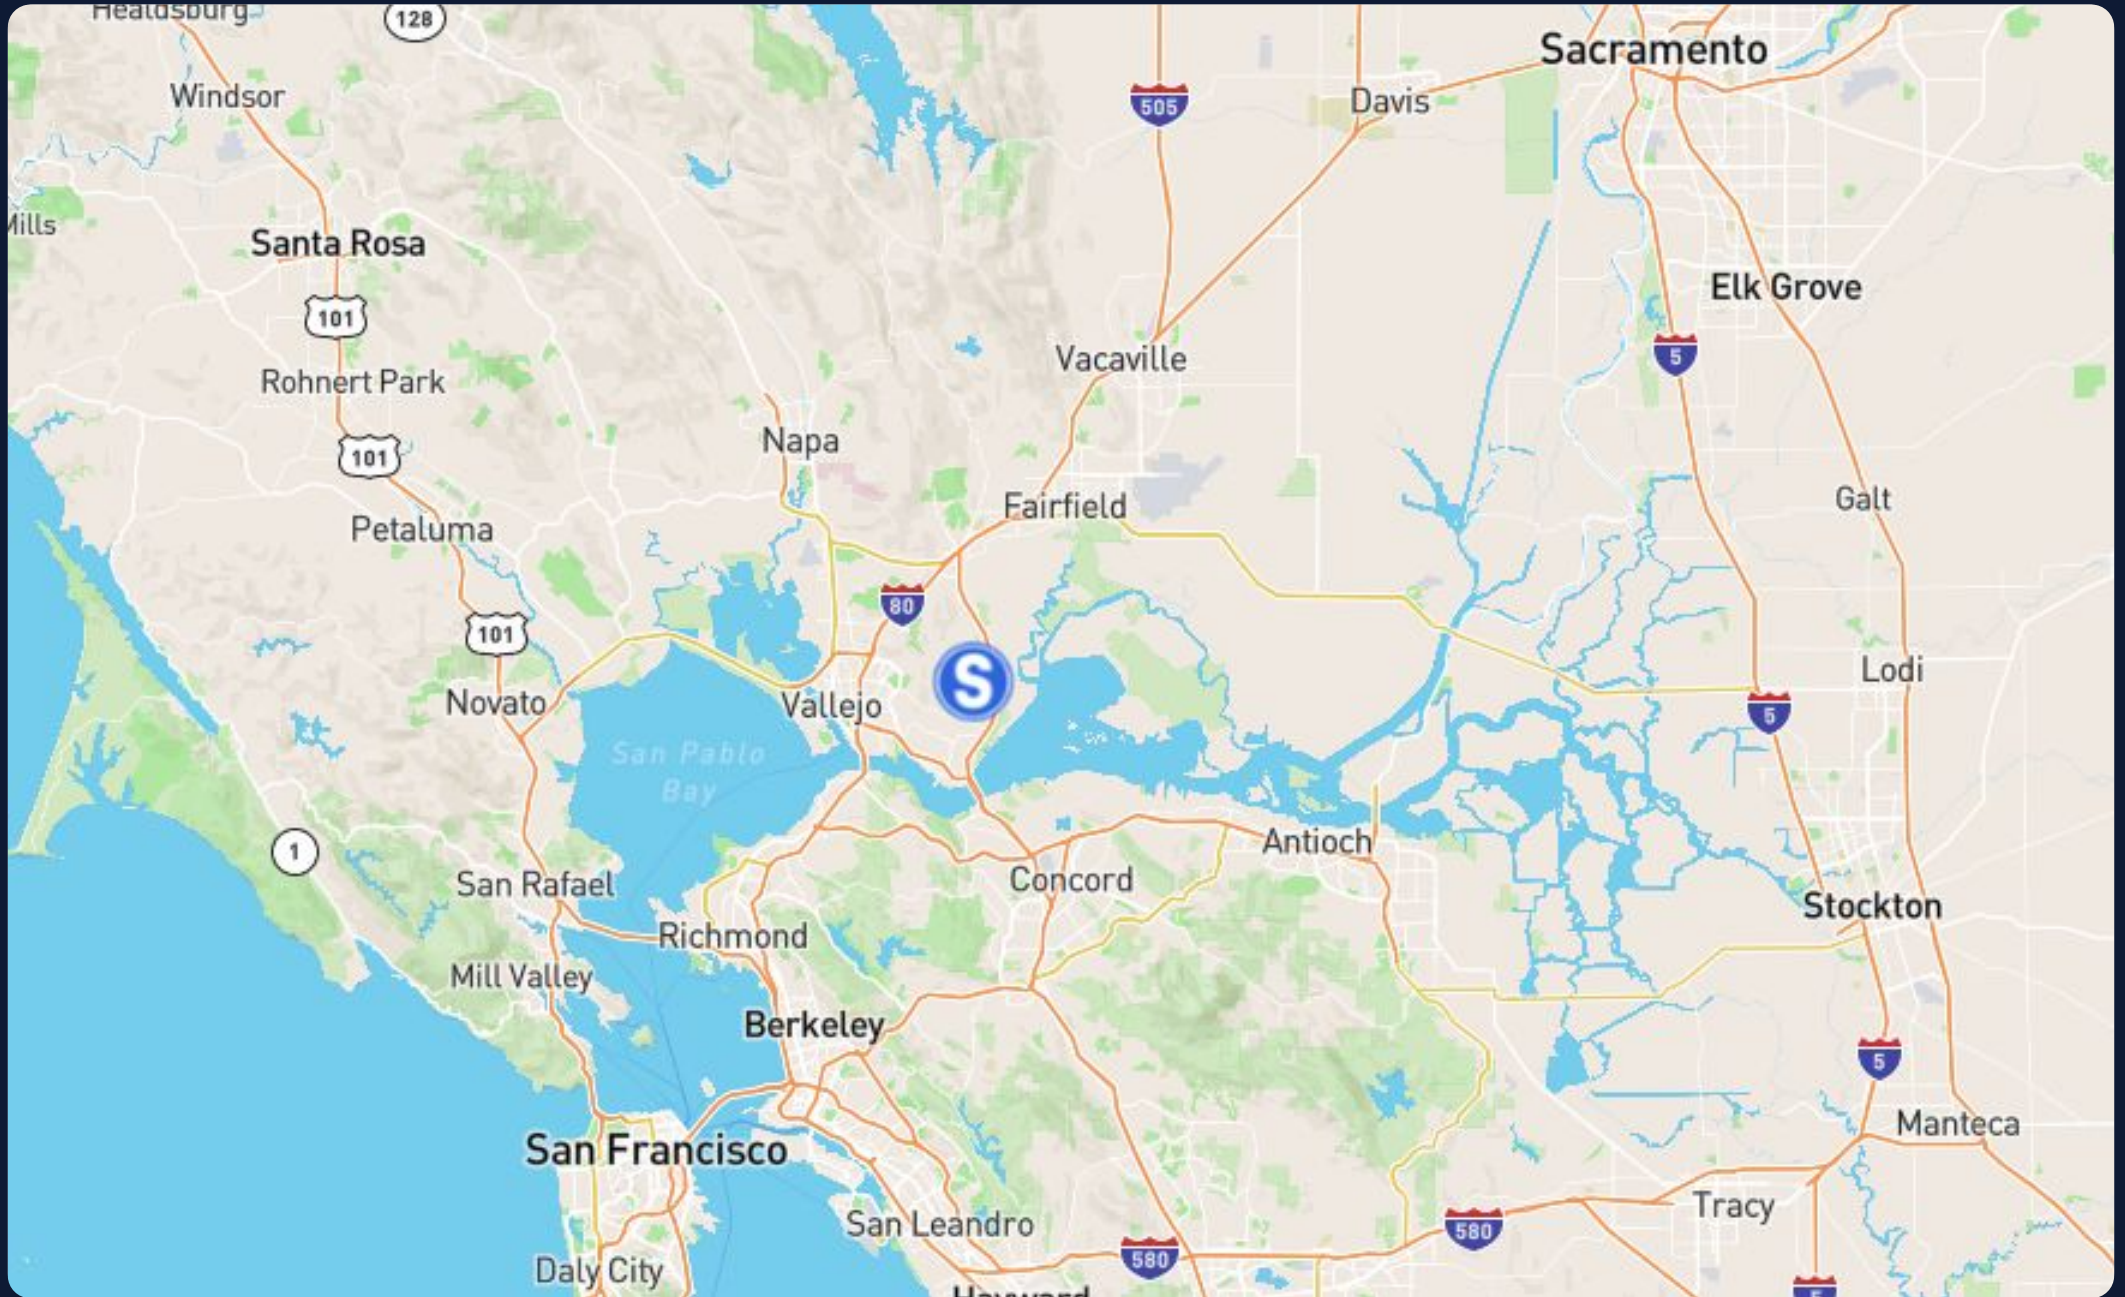 Healdsburg
128
Sacramento
Windsor
505
Davis
Mills
Santa Rosa
Elk Grove
101
5
Vacaville
Rohnert Park
Napa
101
Galt
Fairfield
Petaluma
80
101
Lodi
S
Novato
Vallejo
5
San Pablo
Bay
Antioch
1
San Rafael
Concord
Stockton
Richmond
Mill Valley
Berkeley
5
Manteca
San Francisco
Tracy
San Leandro
580
580
Daly City
Hayward
5